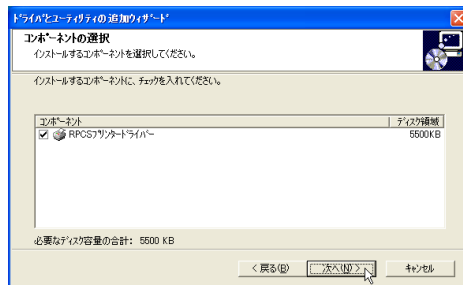 ﾄﾞﾗｲﾊﾞとﾕｰﾃｨﾘﾃｨの追加ｳｨｻﾞｰﾄﾞ
ｺﾝﾎﾟｰﾈﾝﾄの選択
ｲﾝｽﾄｰﾙするｺﾝﾎﾟｰﾈﾝﾄを選択してください。
ｲﾝｽﾄｰﾙするｺﾝﾎﾟｰﾈﾝﾄに、ﾁｪｯｸを入れてください。
ｺﾝﾎﾟｰﾈﾝﾄ ﾃﾞｨｽｸ領域
RPCSﾌﾟﾘﾝﾀｰﾄﾞﾗｲﾊﾞｰ 5500KB
必要なﾃﾞｨｽｸ容量の合計： 5500 KB
< 戻る(B) 次へ(N) > ｷｬﾝｾﾙ